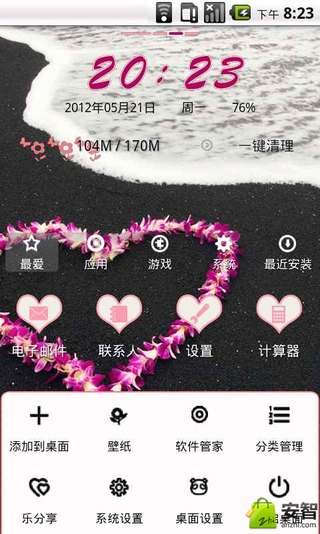 下午 8:23
20:23
2012年05月21日 周一 76%
104M / 170M 一键清理
最爱 应用 游戏 系统 最近安装
电子邮件 联系人 设置 计算器
添加到桌面 壁纸 软件管家 分类管理
乐分享 系统设置 桌面设置 桌面
安智
anzhi.com